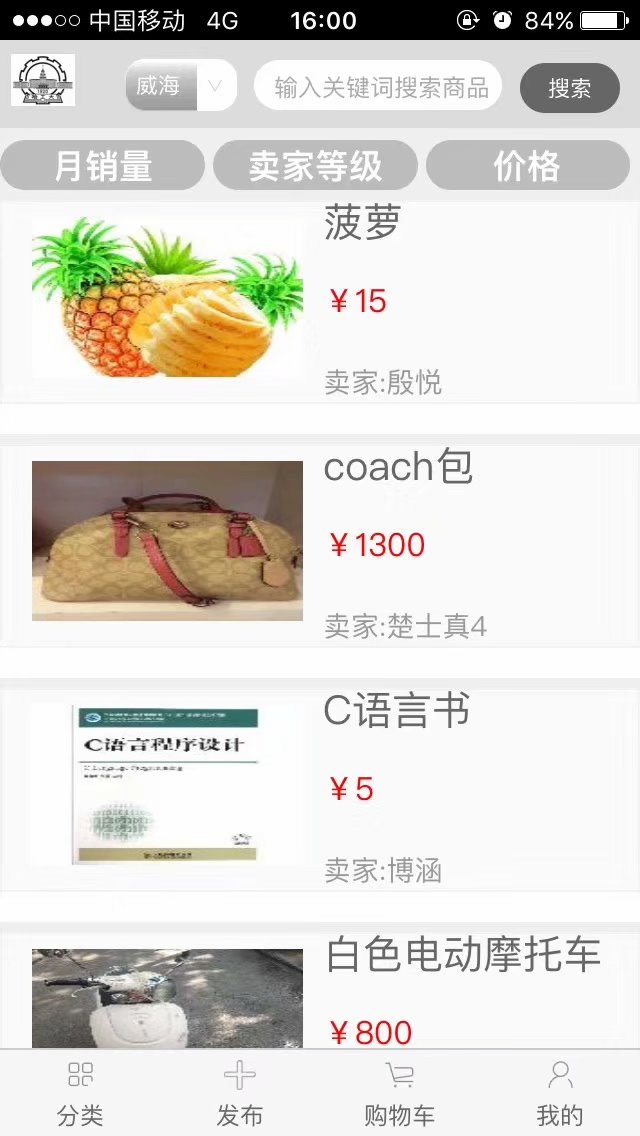 中国移动 4G 16:00 84%
威海 输入关键词搜索商品 搜索
月销量 卖家等级 价格
菠萝
￥15
卖家:殷悦
coach包
￥1300
卖家:楚士真4
C语言书
C语言程序设计
￥5
卖家:博涵
白色电动摩托车
￥800
分类 发布 购物车 我的